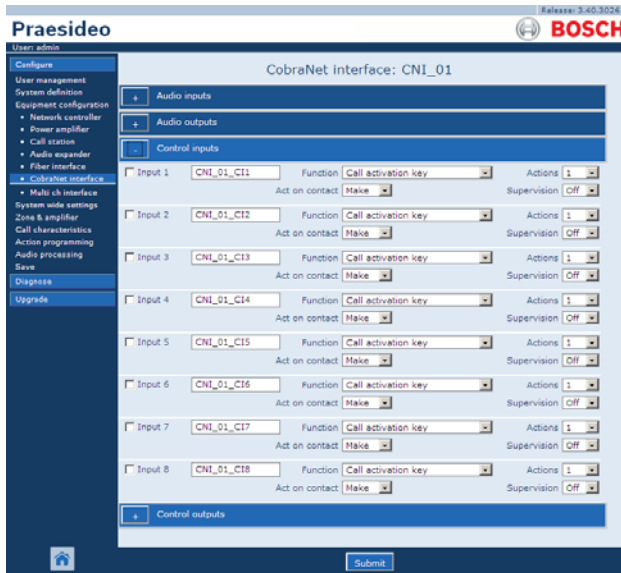 Release: 3.40.3024
Praesideo
BOSCH
User: admin
Configure
User management
System definition
Equipment configuration
• Network controller
• Power amplifier
• Call station
• Audio expander
• Fiber interface
• CobraNet interface
• Multi ch interface
System wide settings
Zone & amplifier
Call characteristics
Action programming
Audio processing
Save
Diagnose
Upgrade
CobraNet interface: CNI_01
+ Audio inputs
+ Audio outputs
- Control inputs
Input 1 CNI_01_CI1 Function Call activation key Actions 1
Act on contact Make Supervision Off
Input 2 CNI_01_CI2 Function Call activation key Actions 1
Act on contact Make Supervision Off
Input 3 CNI_01_CI3 Function Call activation key Actions 1
Act on contact Make Supervision Off
Input 4 CNI_01_CI4 Function Call activation key Actions 1
Act on contact Make Supervision Off
Input 5 CNI_01_CI5 Function Call activation key Actions 1
Act on contact Make Supervision Off
Input 6 CNI_01_CI6 Function Call activation key Actions 1
Act on contact Make Supervision Off
Input 7 CNI_01_CI7 Function Call activation key Actions 1
Act on contact Make Supervision Off
Input 8 CNI_01_CI8 Function Call activation key Actions 1
Act on contact Make Supervision Off
+ Control outputs
Submit